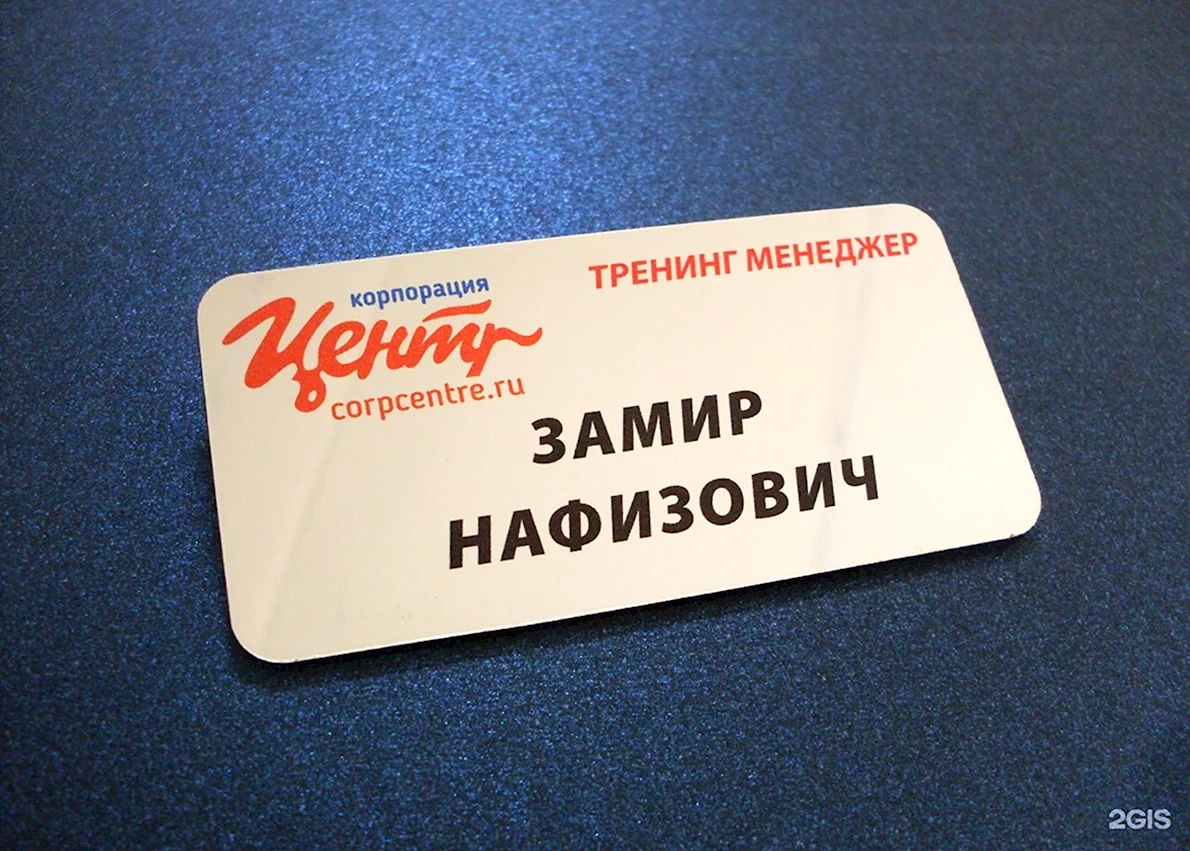 корпорация
Центр
corpcentre.ru
ТРЕНИНГ МЕНЕДЖЕР
ЗАМИР
НАФИЗОВИЧ
2GIS